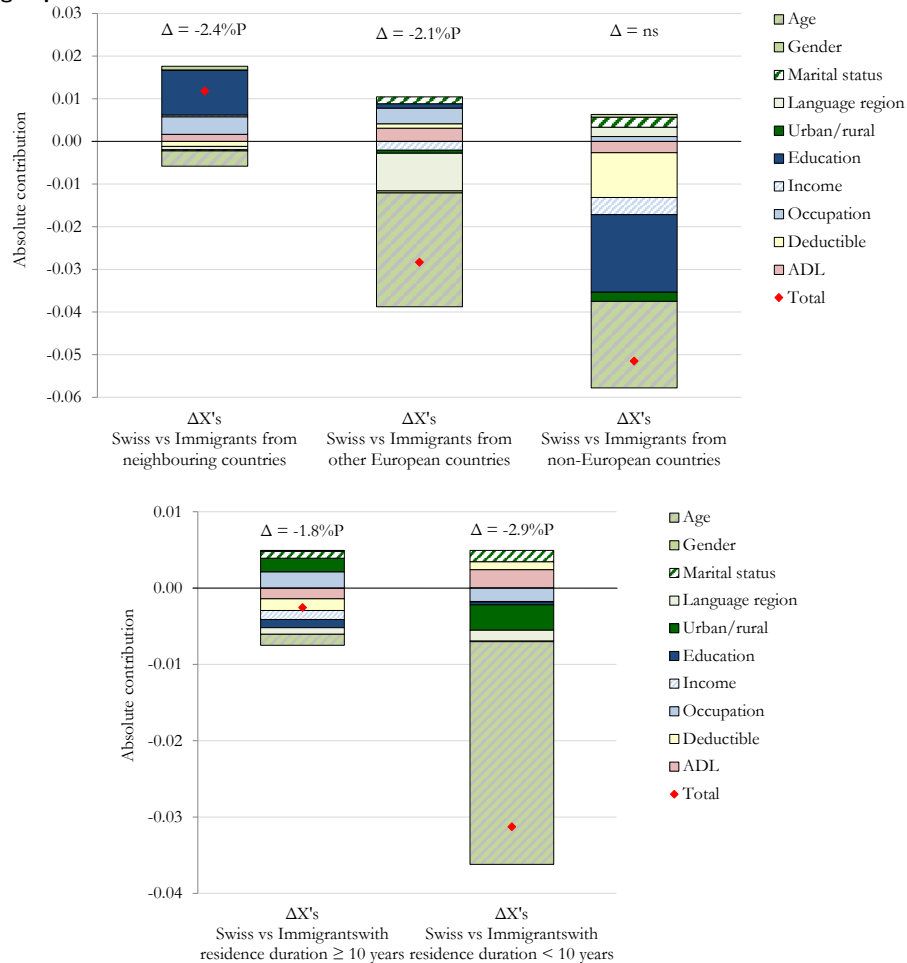 0.03
Δ = -2.4%P
Δ = -2.1%P
Δ = ns
0.02
0.01
0.00
-0.01
-0.02
-0.03
-0.04
-0.05
-0.06
Absolute contribution
Age
Gender
Marital status
Language region
Urban/rural
Education
Income
Occupation
Deductible
ADL
Total
ΔX's
Swiss vs Immigrants from
neighbouring countries
ΔX's
Swiss vs Immigrants from
other European countries
ΔX's
Swiss vs Immigrants from
non-European countries
0.01
Δ = -1.8%P
Δ = -2.9%P
0.00
-0.01
-0.02
-0.03
-0.04
Absolute contribution
Age
Gender
Marital status
Language region
Urban/rural
Education
Income
Occupation
Deductible
ADL
Total
ΔX's
Swiss vs Immigrantswith
residence duration ≥ 10 years
ΔX's
Swiss vs Immigrantswith
residence duration < 10 years